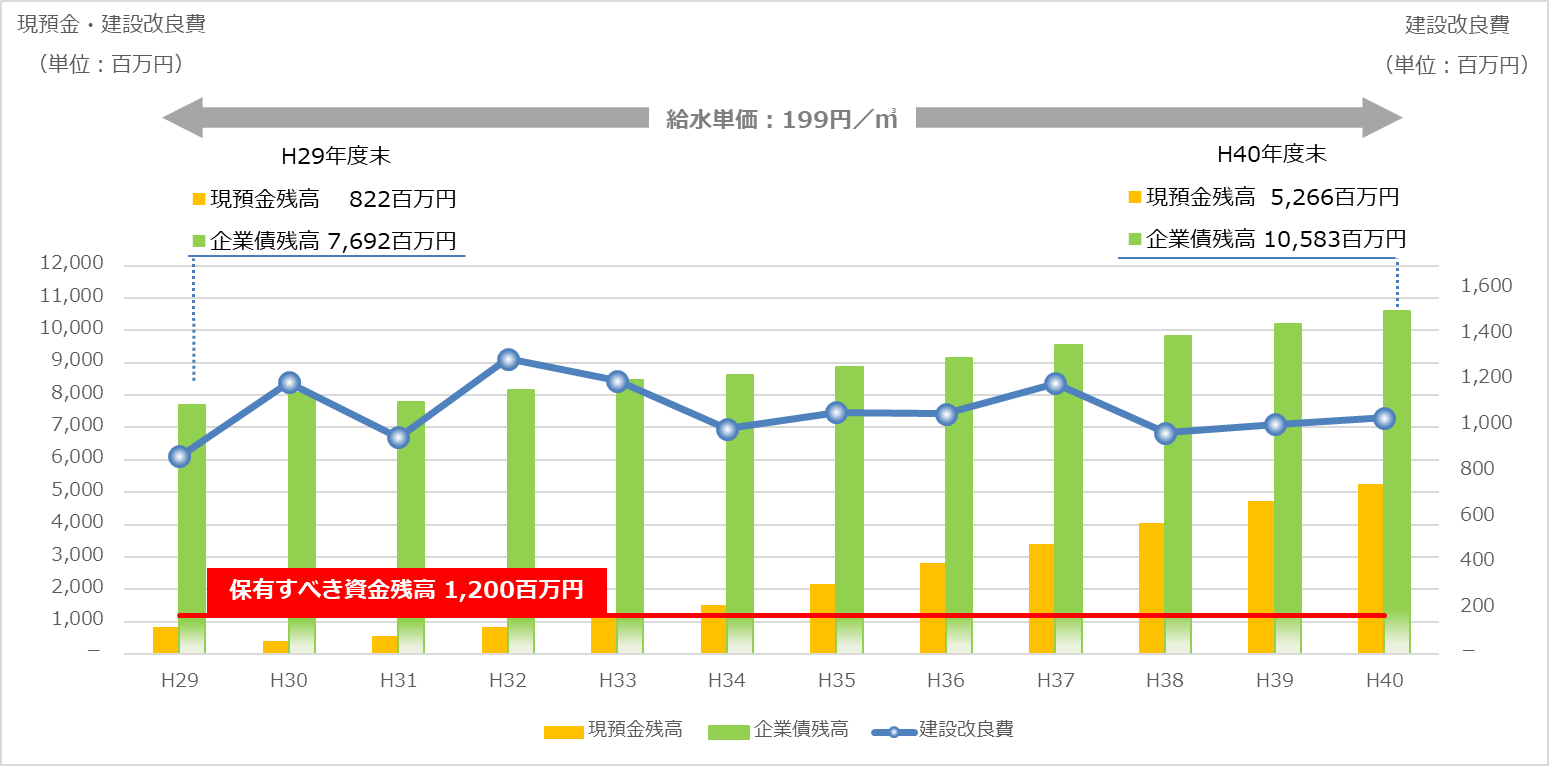 現預金・建設改良費
（単位：百万円）
建設改良費
（単位：百万円）
給水単価：199円／㎥
H29年度末
現預金残高 822百万円
企業債残高 7,692百万円
H40年度末
現預金残高 5,266百万円
企業債残高 10,583百万円
12,000
11,000
10,000
9,000
8,000
7,000
6,000
5,000
4,000
3,000
2,000
1,000
–
1,600
1,400
1,200
1,000
800
600
400
200
–
保有すべき資金残高 1,200百万円
H29 H30 H31 H32 H33 H34 H35 H36 H37 H38 H39 H40
現預金残高 企業債残高 建設改良費